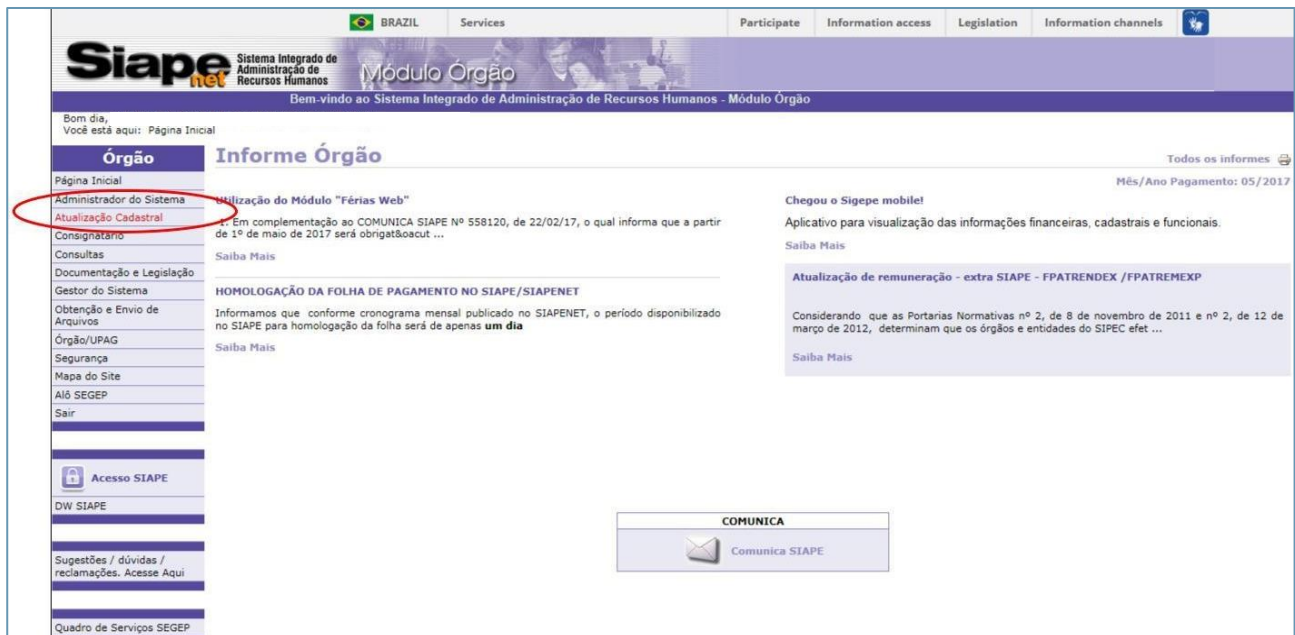 BRAZIL Services Participate Information access Legislation Information channels
Siape net
Sistema Integrado de
Administração de
Recursos Humanos
Módulo Órgão
Bem-vindo ao Sistema Integrado de Administração de Recursos Humanos - Módulo Órgão
Bom dia,
Você está aqui: Página Inicial
Órgão
Página Inicial
Administrador do Sistema
Atualização Cadastral
Consignatário
Consultas
Documentação e Legislação
Gestor do Sistema
Obtenção e Envio de
Arquivos
Órgão/UPAG
Segurança
Mapa do Site
Alô SEGEP
Sair
Acesso SIAPE
DW SIAPE
Sugestões / dúvidas /
reclamações. Acesse Aqui
Quadro de Serviços SEGEP
Informe Órgão
Todos os informes
Mês/Ano Pagamento: 05/2017
Utilização do Módulo "Férias Web"
1. Em complementação ao COMUNICA SIAPE Nº 558120, de 22/02/17, o qual informa que a partir
de 1º de maio de 2017 será obrigat&oacut ...
Saiba Mais
HOMOLOGAÇÃO DA FOLHA DE PAGAMENTO NO SIAPE/SIAPENET
Informamos que conforme cronograma mensal publicado no SIAPENET, o período disponibilizado
no SIAPE para homologação da folha será de apenas um dia
Saiba Mais
Chegou o Sigepe mobile!
Aplicativo para visualização das informações financeiras, cadastrais e funcionais.
Saiba Mais
Atualização de remuneração - extra SIAPE - FPATRENDEX /FPATREMEXP
Considerando que as Portarias Normativas nº 2, de 8 de novembro de 2011 e nº 2, de 12 de
março de 2012, determinam que os órgãos e entidades do SIPEC efet ...
Saiba Mais
COMUNICA
Comunica SIAPE